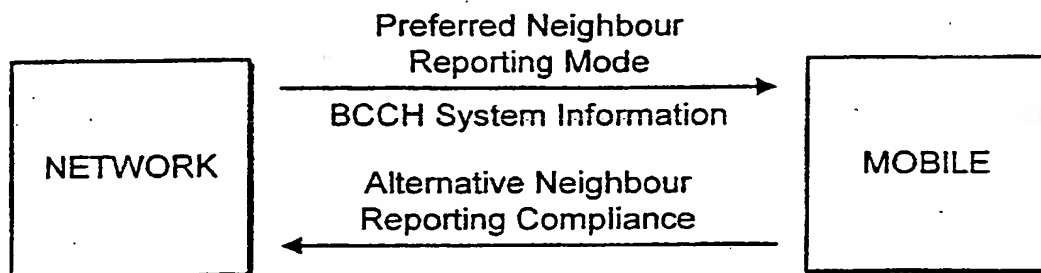 Preferred Neighbour
Reporting Mode
BCCH System Information
NETWORK
MOBILE
Alternative Neighbour
Reporting Compliance